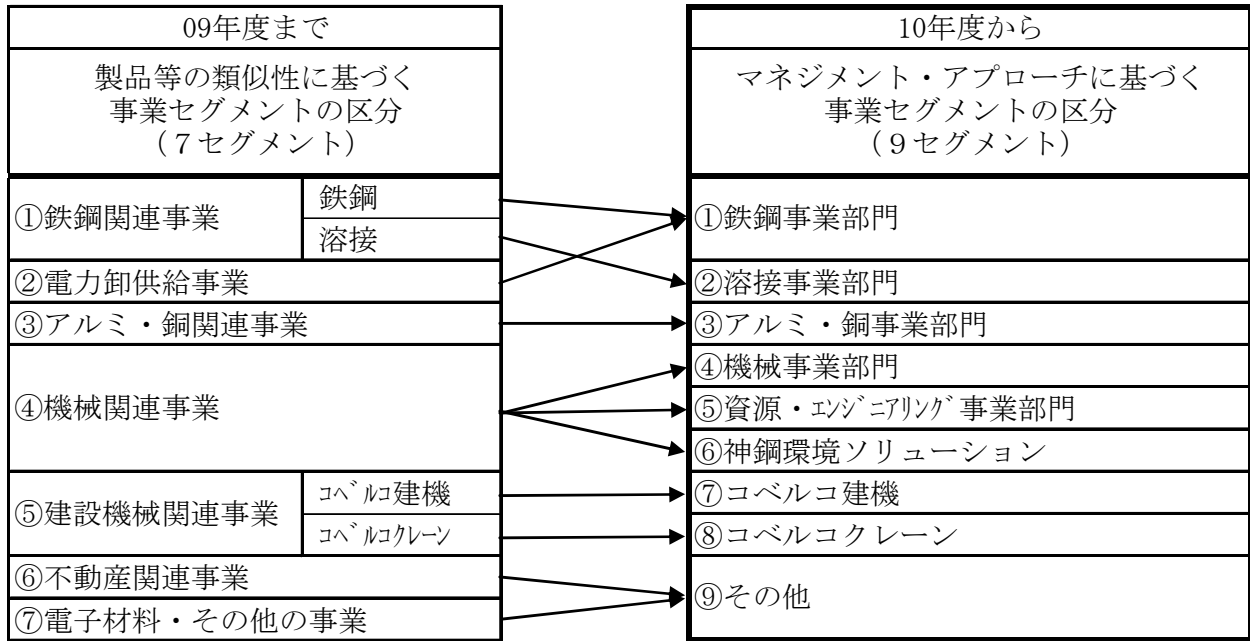 09年度まで
製品等の類似性に基づく
事業セグメントの区分
(7セグメント)
①鉄鋼関連事業
鉄鋼
溶接
②電力卸供給事業
③アルミ・銅関連事業
④機械関連事業
⑤建設機械関連事業
コベルコ建機
コベルコクレーン
⑥不動産関連事業
⑦電子材料・その他の事業
10年度から
マネジメント・アプローチに基づく
事業セグメントの区分
(9セグメント)
①鉄鋼事業部門
②溶接事業部門
③アルミ・銅事業部門
④機械事業部門
⑤資源・エンジニアリング事業部門
⑥神鋼環境ソリューション
⑦コベルコ建機
⑧コベルコクレーン
⑨その他